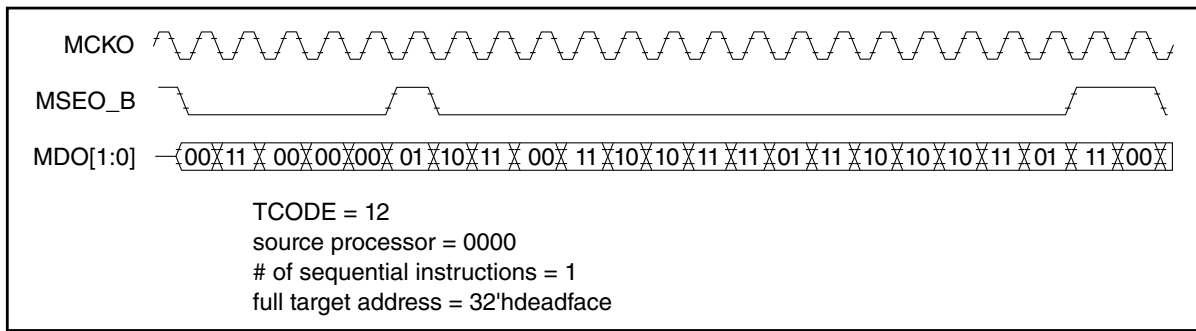 MCKO
MSEO_B
MDO[1:0] 00 11 00 00 00 01 10 11 00 11 10 10 11 11 01 11 10 10 10 11 01 11 00
TCODE = 12
source processor = 0000
# of sequential instructions = 1
full target address = 32'hdeadface